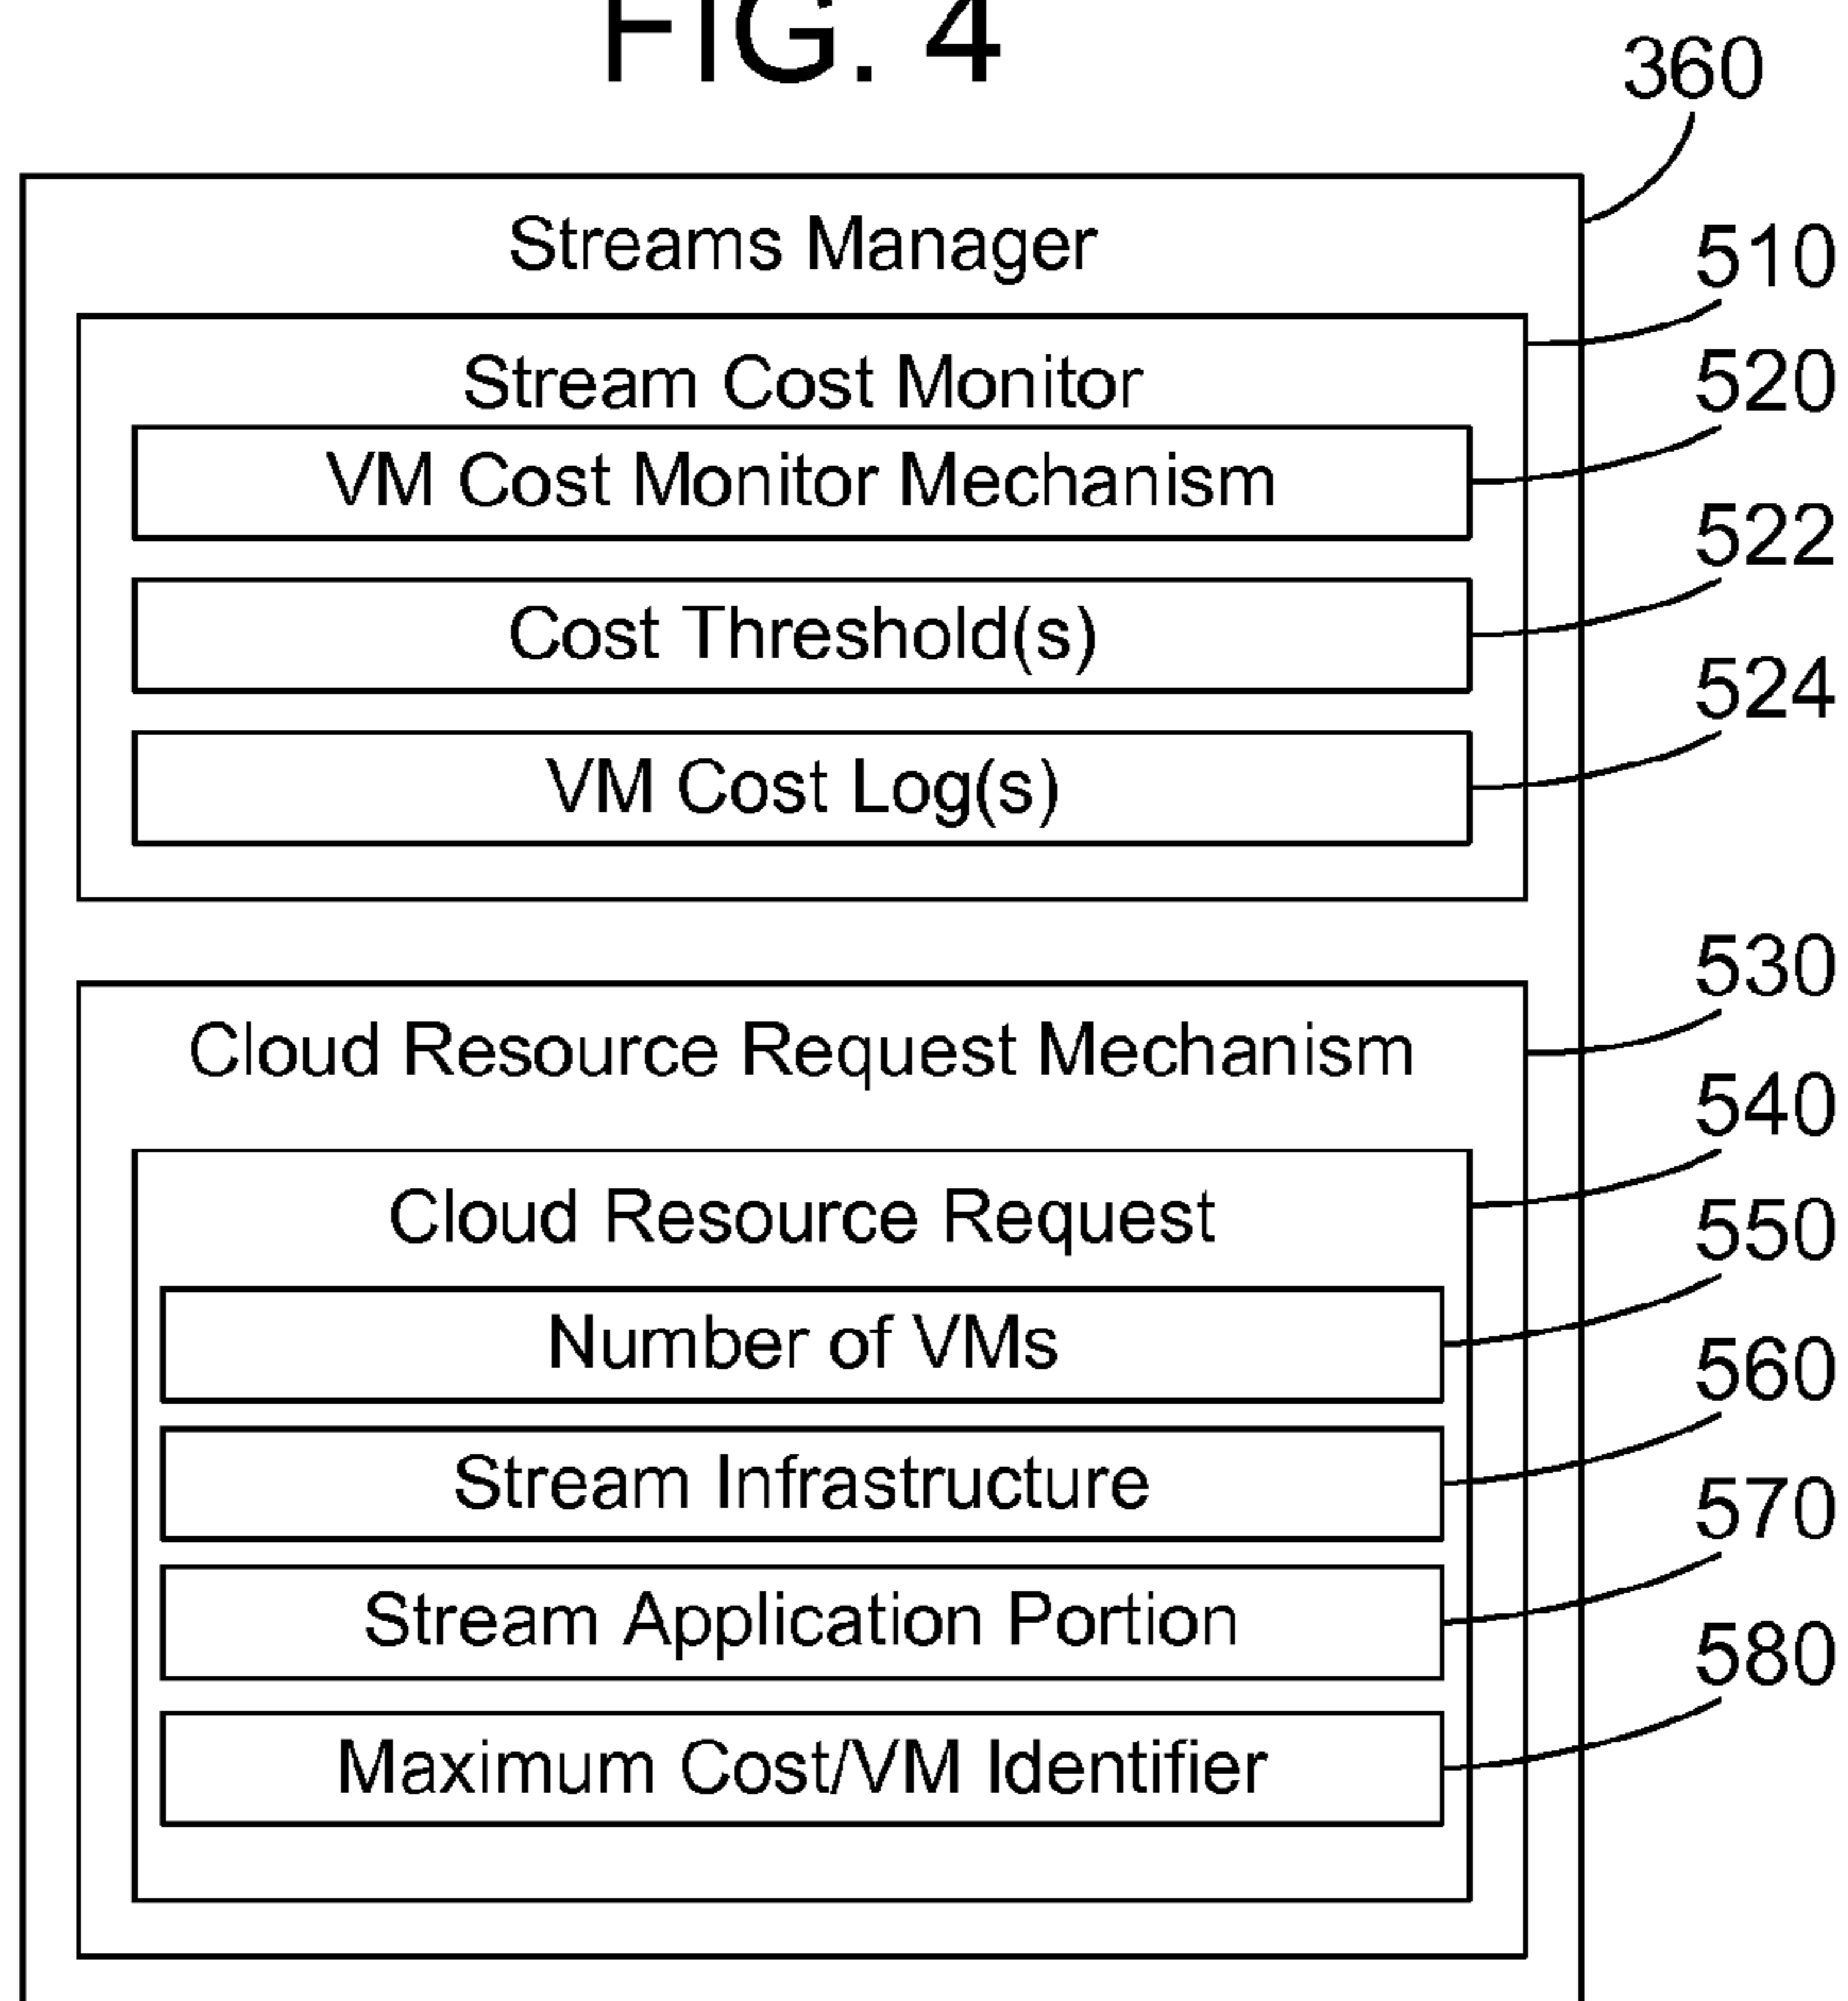 FIG. 4
360
Streams Manager
510
Stream Cost Monitor
520
VM Cost Monitor Mechanism
522
Cost Threshold(s)
524
VM Cost Log(s)
530
Cloud Resource Request Mechanism
540
Cloud Resource Request
550
Number of VMs
560
Stream Infrastructure
570
Stream Application Portion
580
Maximum Cost/VM Identifier